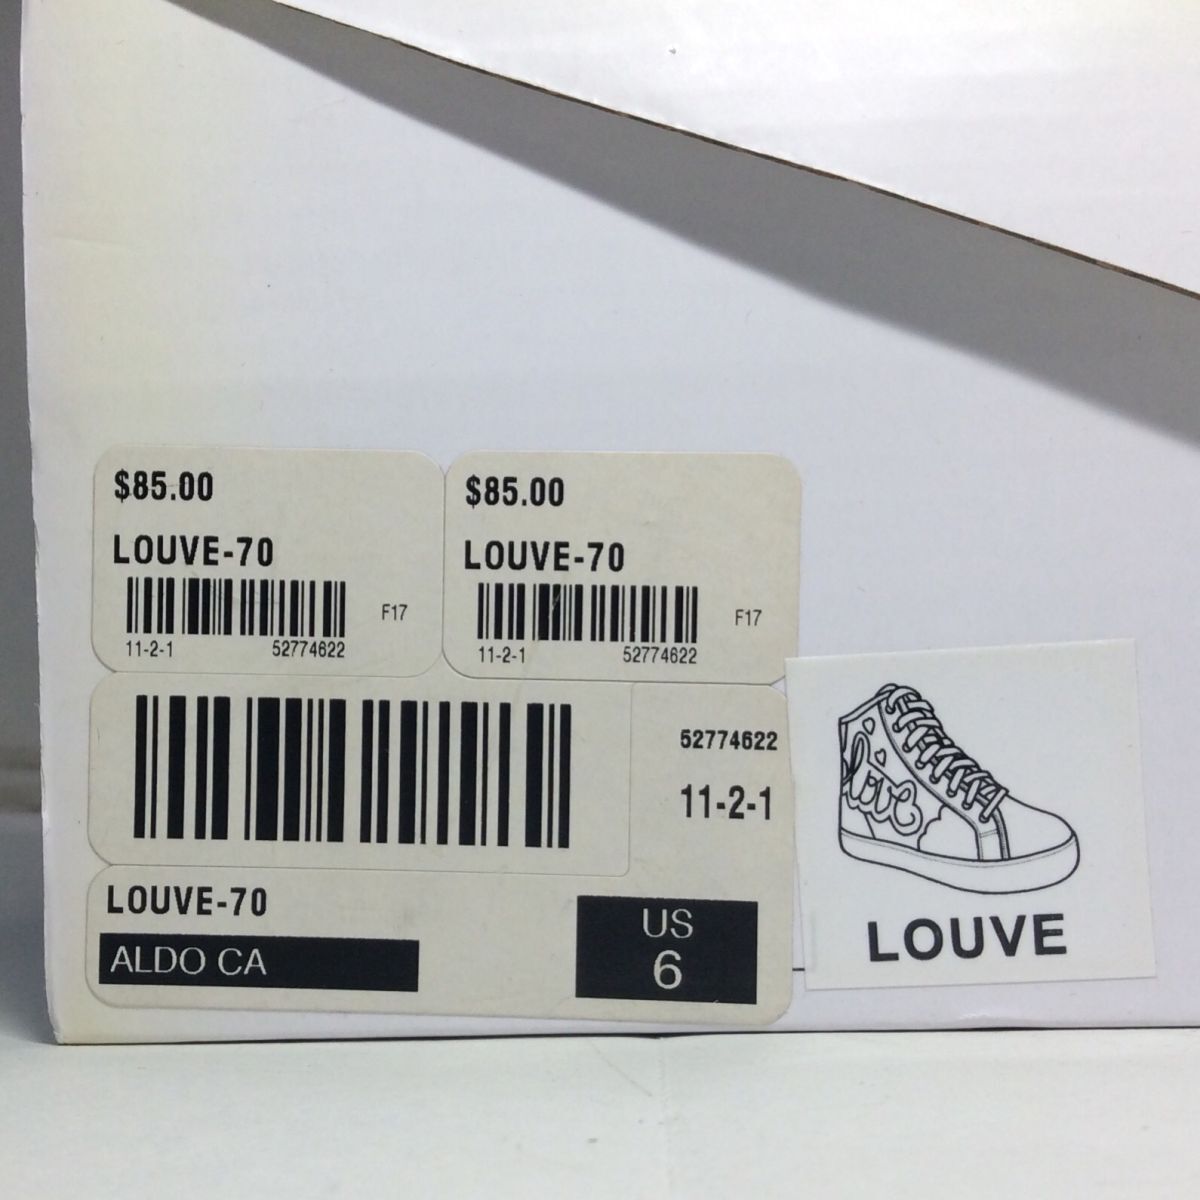 $85.00
LOUVE-70
F17
11-2-1 52774622
$85.00
LOUVE-70
F17
11-2-1 52774622
52774622
11-2-1
LOUVE-70
ALDO CA
US
6
love
LOUVE